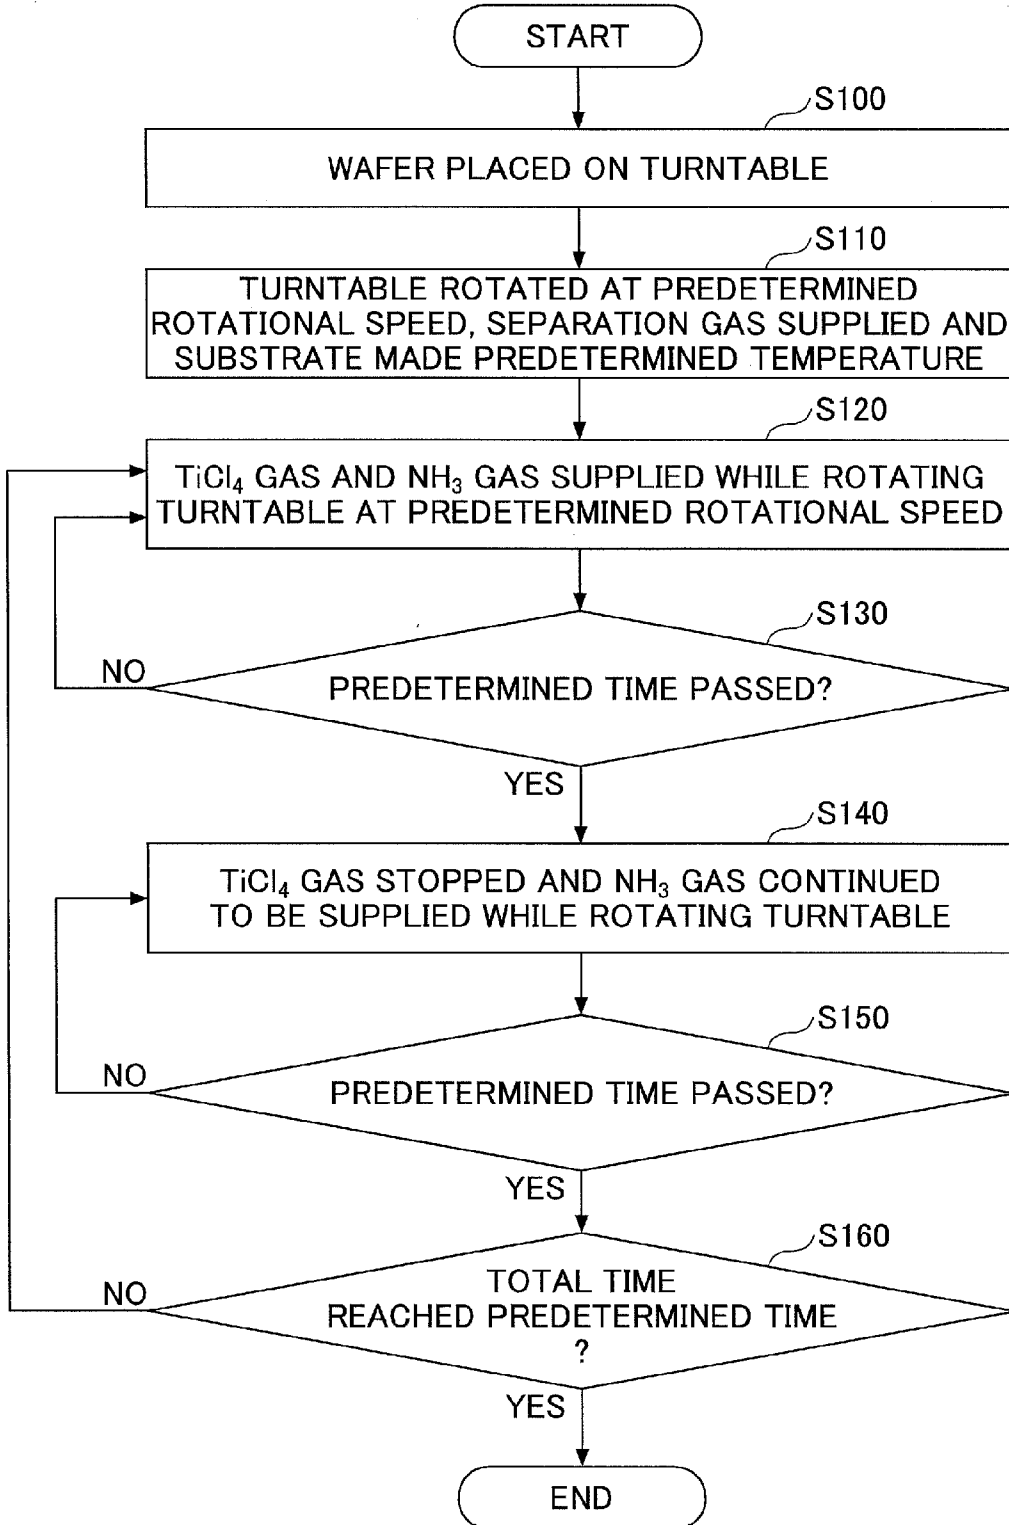 START
S100
WAFER PLACED ON TURNTABLE
S110
TURNTABLE ROTATED AT PREDETERMINED
ROTATIONAL SPEED, SEPARATION GAS SUPPLIED AND
SUBSTRATE MADE PREDETERMINED TEMPERATURE
S120
TiCl₄ GAS AND NH₃ GAS SUPPLIED WHILE ROTATING
TURNTABLE AT PREDETERMINED ROTATIONAL SPEED
S130
NO
PREDETERMINED TIME PASSED?
YES
S140
TiCl₄ GAS STOPPED AND NH₃ GAS CONTINUED
TO BE SUPPLIED WHILE ROTATING TURNTABLE
S150
NO
PREDETERMINED TIME PASSED?
YES
S160
NO
TOTAL TIME
REACHED PREDETERMINED TIME
?
YES
END